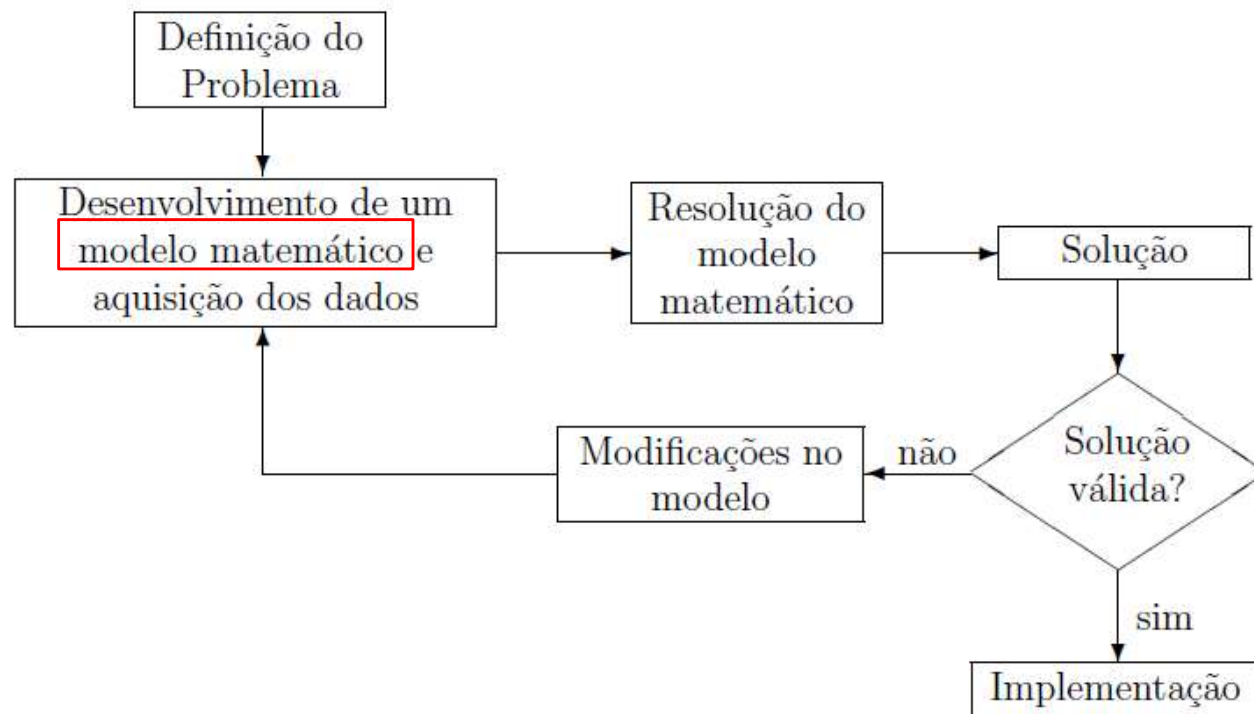 Definição do
Problema
Desenvolvimento de um
modelo matemático e
aquisição dos dados
Resolução do
modelo
matemático
Solução
Solução
válida?
não
Modificações no
modelo
sim
Implementação